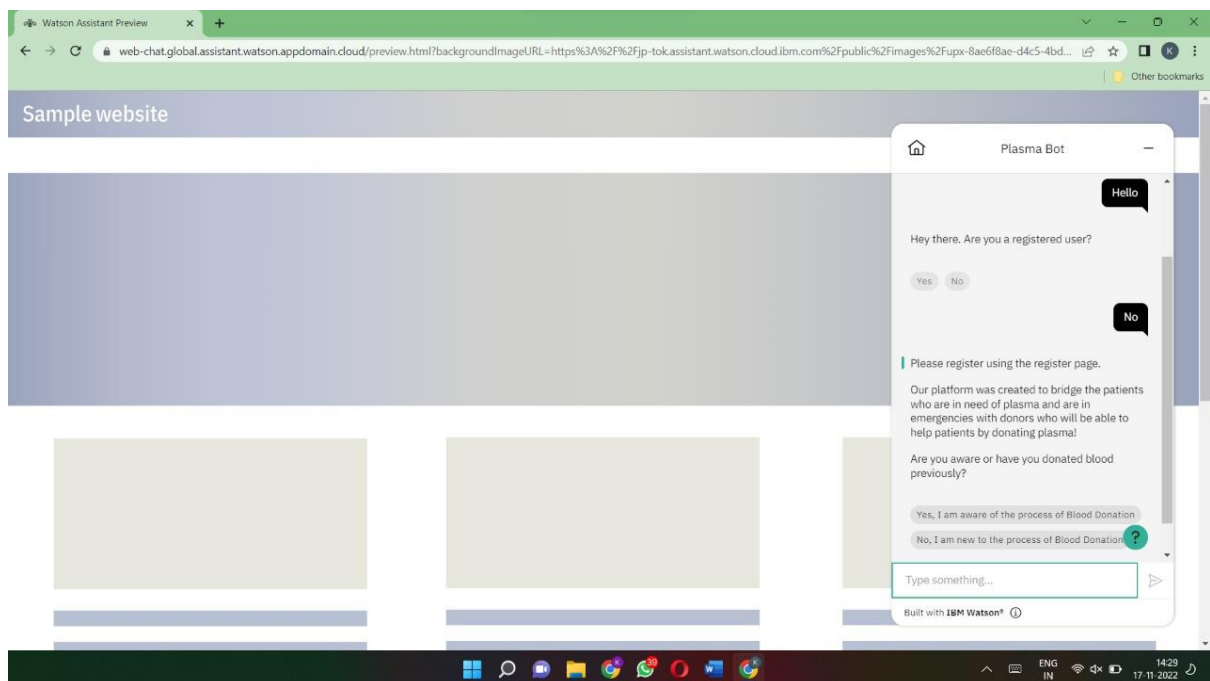 Watson Assistant Preview
web-chat.global.assistant.watson.appdomain.cloud/preview.html?backgroundImageURL=https%3A%2F%2Fjp-tok.assistant.watson.cloud.ibm.com%2Fpublic%2Fimages%2Fupx-8ae6f8ae-d4c5-4bd...
K
Other bookmarks
Sample website
Plasma Bot
Hello
Hey there. Are you a registered user?
Yes No
No
Please register using the register page.
Our platform was created to bridge the patients
who are in need of plasma and are in
emergencies with donors who will be able to
help patients by donating plasma!
Are you aware or have you donated blood
previously?
Yes, I am aware of the process of Blood Donation
No, I am new to the process of Blood Donation
?
Type something...
Built with IBM Watson®
39
ENG
IN
14:29
17-11-2022